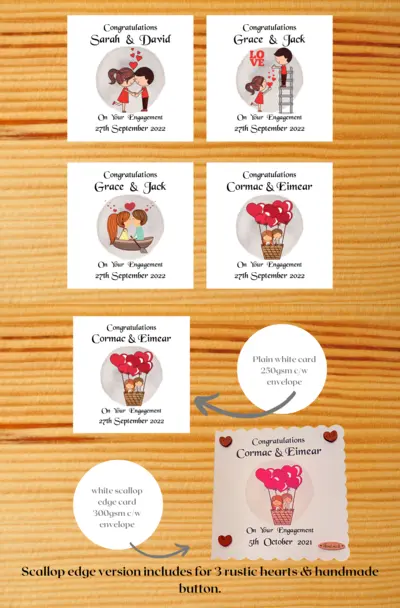 Congratulations
Sarah & David
On Your Engagement
27th September 2022
Congratulations
Grace & Jack
LOVE
On Your Engagement
27th September 2022
Congratulations
Grace & Jack
On Your Engagement
27th September 2022
Congratulations
Cormac & Eimear
On Your Engagement
27th September 2022
Congratulations
Cormac & Eimear
On Your Engagement
27th September 2022
Plain white card
250gsm c/w
envelope
Congratulations
Cormac & Eimear
On Your Engagement
5th October 2021
white scallop
edge card
300gsm c/w
envelope
Scallop edge version includes for 3 rustic hearts & handmade
button.